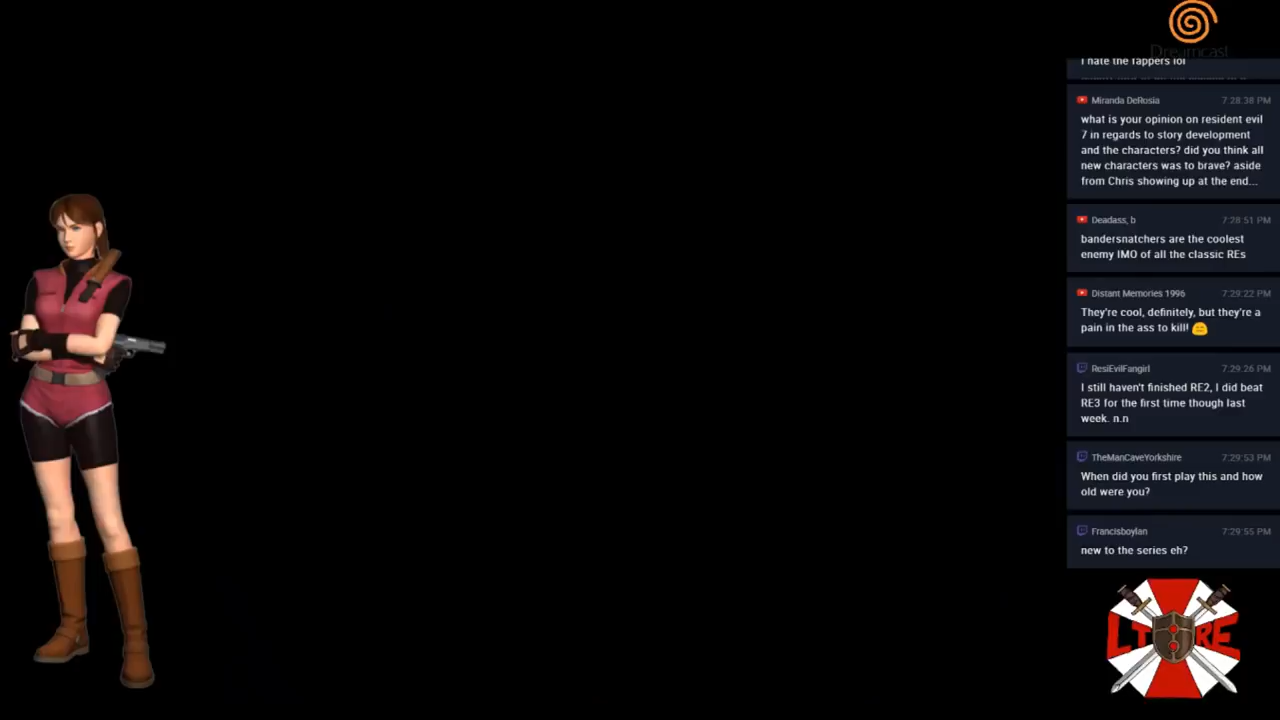 Dreamcast
I hate the rappers lol
Miranda DeRosia 7:28:38 PM
what is your opinion on resident evil
7 in regards to story development
and the characters? did you think all
new characters was to brave? aside
from Chris showing up at the end...
Deadass, b 7:28:51 PM
bandersnatchers are the coolest
enemy IMO of all the classic REs
Distant Memories 1996 7:29:22 PM
They're cool, definitely, but they're a
pain in the ass to kill!
ResiEvilFangirl 7:29:26 PM
I still haven't finished RE2, I did beat
RE3 for the first time though last
week. n.n
TheManCaveYorkshire 7:29:53 PM
When did you first play this and how
old were you?
Francisboylan 7:29:55 PM
new to the series eh?
LT RE